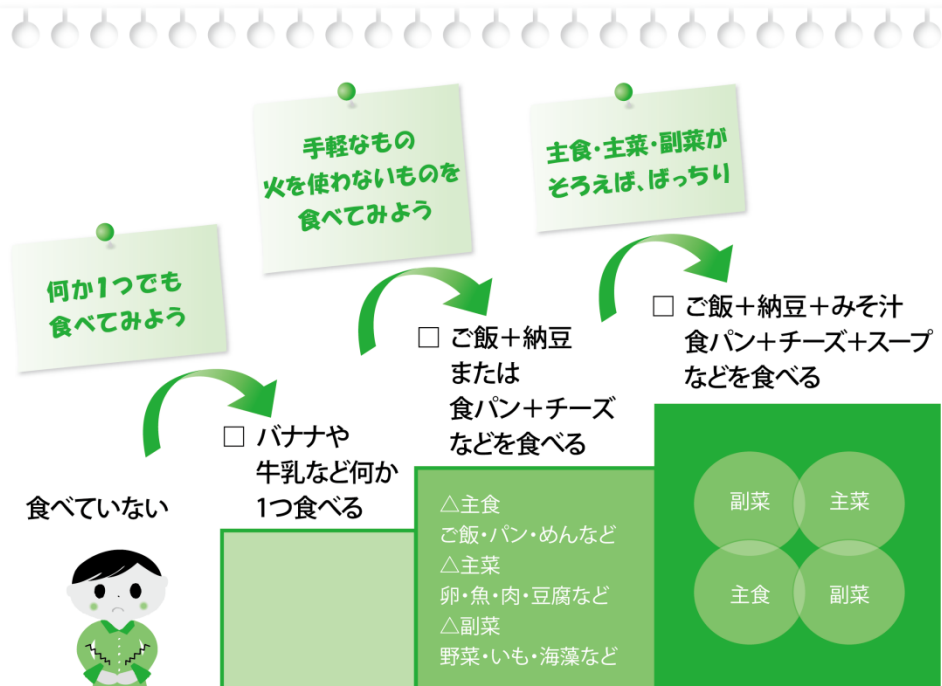 何か1つでも
食べてみよう
手軽なもの
火を使わないものを
食べてみよう
主食・主菜・副菜が
そろえば、ばっちり
食べていない
□ バナナや
牛乳など何か
1つ食べる
□ ご飯＋納豆
または
食パン＋チーズ
などを食べる
□ ご飯＋納豆＋みそ汁
食パン＋チーズ＋スープ
などを食べる
△主食
ご飯・パン・めんなど
△主菜
卵・魚・肉・豆腐など
△副菜
野菜・いも・海藻など
副菜 主菜
主食 副菜